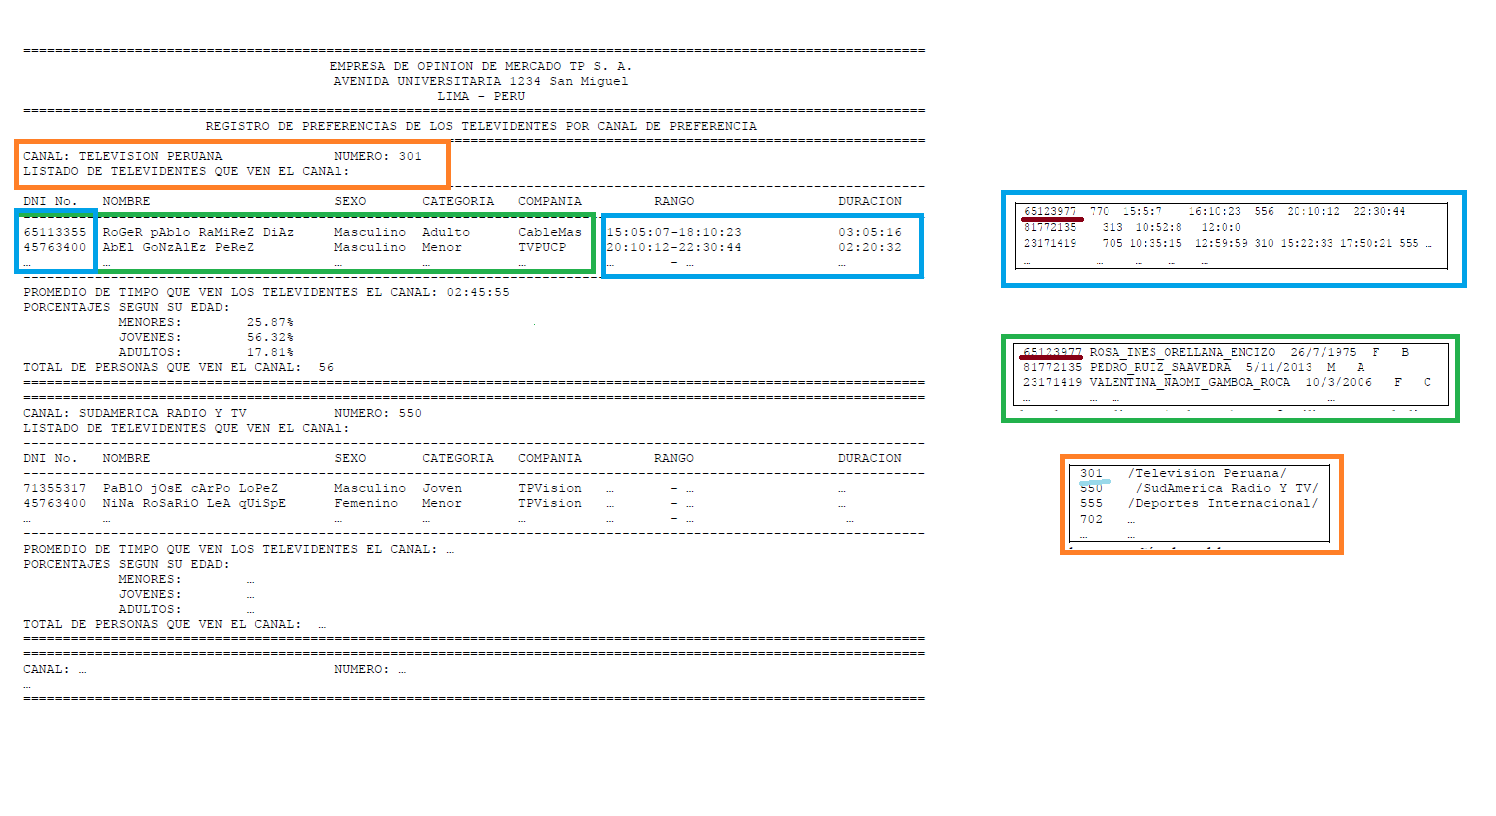 ================================================================================
EMPRESA DE OPINION DE MERCADO TP S. A.
AVENIDA UNIVERSITARIA 1234 San Miguel
LIMA - PERU
================================================================================
REGISTRO DE PREFERENCIAS DE LOS TELEVIDENTES POR CANAL DE PREFERENCIA
================================================================================
CANAL: TELEVISION PERUANA NUMERO: 301
LISTADO DE TELEVIDENTES QUE VEN EL CANAl:
--------------------------------------------------------------------------------
DNI No. NOMBRE SEXO CATEGORIA COMPANIA RANGO DURACION
--------------------------------------------------------------------------------
65113355 RoGeR pAblo RaMiReZ DiAz Masculino Adulto CableMas 15:05:07-18:10:23 03:05:16
45763400 AbEl GoNzAlEz PeReZ Masculino Menor TVPUCP 20:10:12-22:30:44 02:20:32
… … … … … … - … …
--------------------------------------------------------------------------------
PROMEDIO DE TIMPO QUE VEN LOS TELEVIDENTES EL CANAL: 02:45:55
PORCENTAJES SEGUN SU EDAD:
MENORES: 25.87%
JOVENES: 56.32%
ADULTOS: 17.81%
TOTAL DE PERSONAS QUE VEN EL CANAL: 56
================================================================================
================================================================================
CANAL: SUDAMERICA RADIO Y TV NUMERO: 550
LISTADO DE TELEVIDENTES QUE VEN EL CANAl:
--------------------------------------------------------------------------------
DNI No. NOMBRE SEXO CATEGORIA COMPANIA RANGO DURACION
--------------------------------------------------------------------------------
71355317 PaBlO jOsE cArPo LoPeZ Masculino Joven TPVision … - … …
45763400 NiNa RoSaRiO LeA qUiSpE Femenino Menor TPVision … - … …
… … … … … … - … …
--------------------------------------------------------------------------------
PROMEDIO DE TIMPO QUE VEN LOS TELEVIDENTES EL CANAL: …
PORCENTAJES SEGUN SU EDAD:
MENORES: …
JOVENES: …
ADULTOS: …
TOTAL DE PERSONAS QUE VEN EL CANAL: …
================================================================================
================================================================================
CANAL: … NUMERO: …
…
================================================================================
65123977 770 15:5:7 16:10:23 556 20:10:12 22:30:44
81772135 313 10:52:8 12:0:0
23171419 705 10:35:15 12:59:59 310 15:22:33 17:50:21 555 …
… … … … …
65123977 ROSA_INES_ORELLANA_ENCIZO 26/7/1975 F B
81772135 PEDRO_RUIZ_SAAVEDRA 5/11/2013 M A
23171419 VALENTINA_NAOMI_GAMBOA_ROCA 10/3/2006 F C
… … … …
301 /Television Peruana/
550 /SudAmerica Radio Y TV/
555 /Deportes Internacional/
702 …
… …